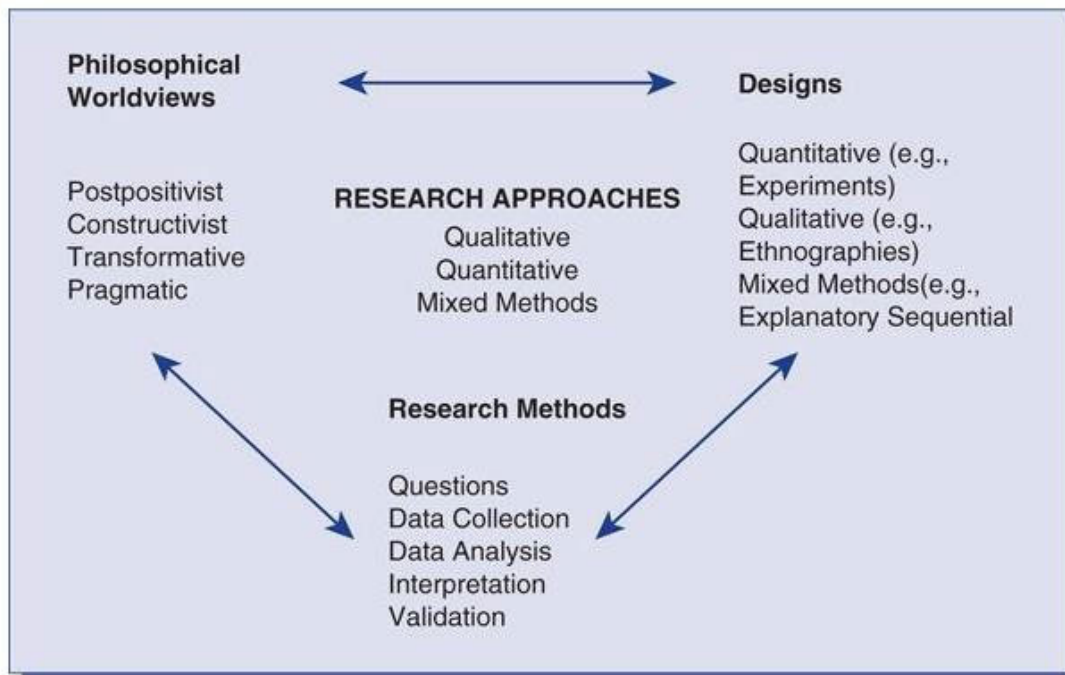 Philosophical
Worldviews
Postpositivist
Constructivist
Transformative
Pragmatic
RESEARCH APPROACHES
Qualitative
Quantitative
Mixed Methods
Designs
Quantitative (e.g.,
Experiments)
Qualitative (e.g.,
Ethnographies)
Mixed Methods(e.g.,
Explanatory Sequential
Research Methods
Questions
Data Collection
Data Analysis
Interpretation
Validation